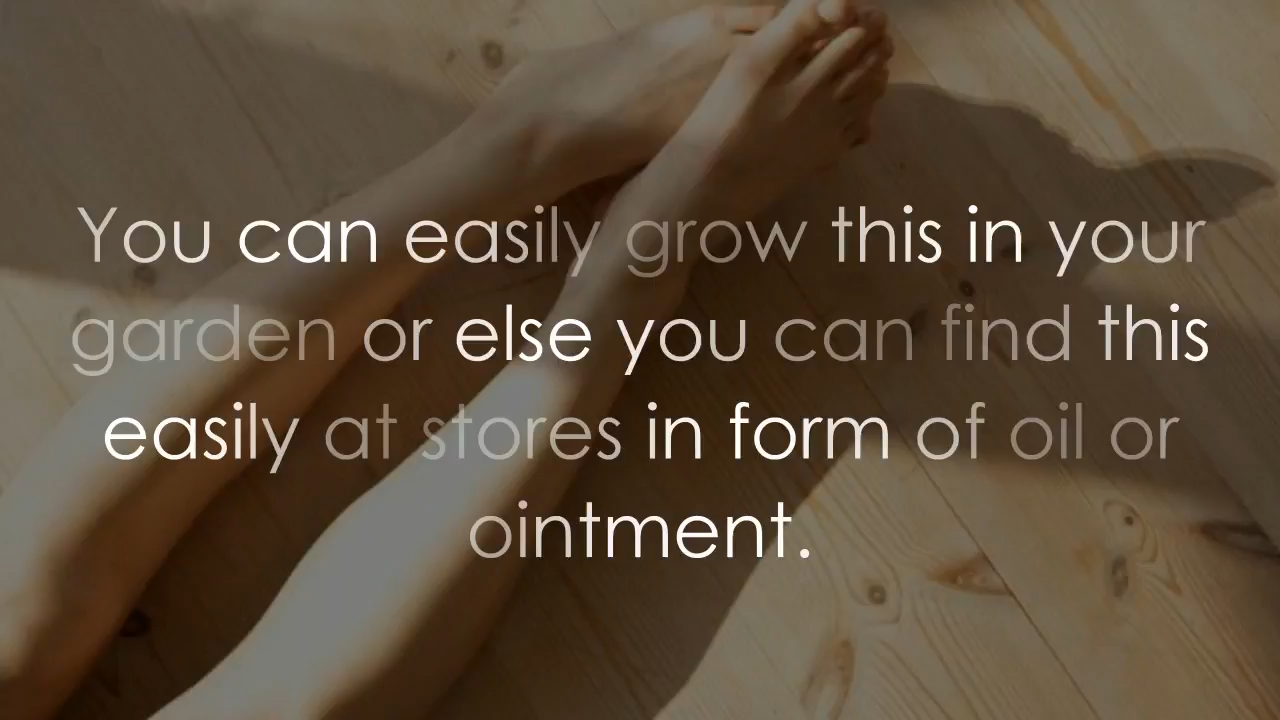 You can easily grow this in your
garden or else you can find this
easily at stores in form of oil or
ointment.